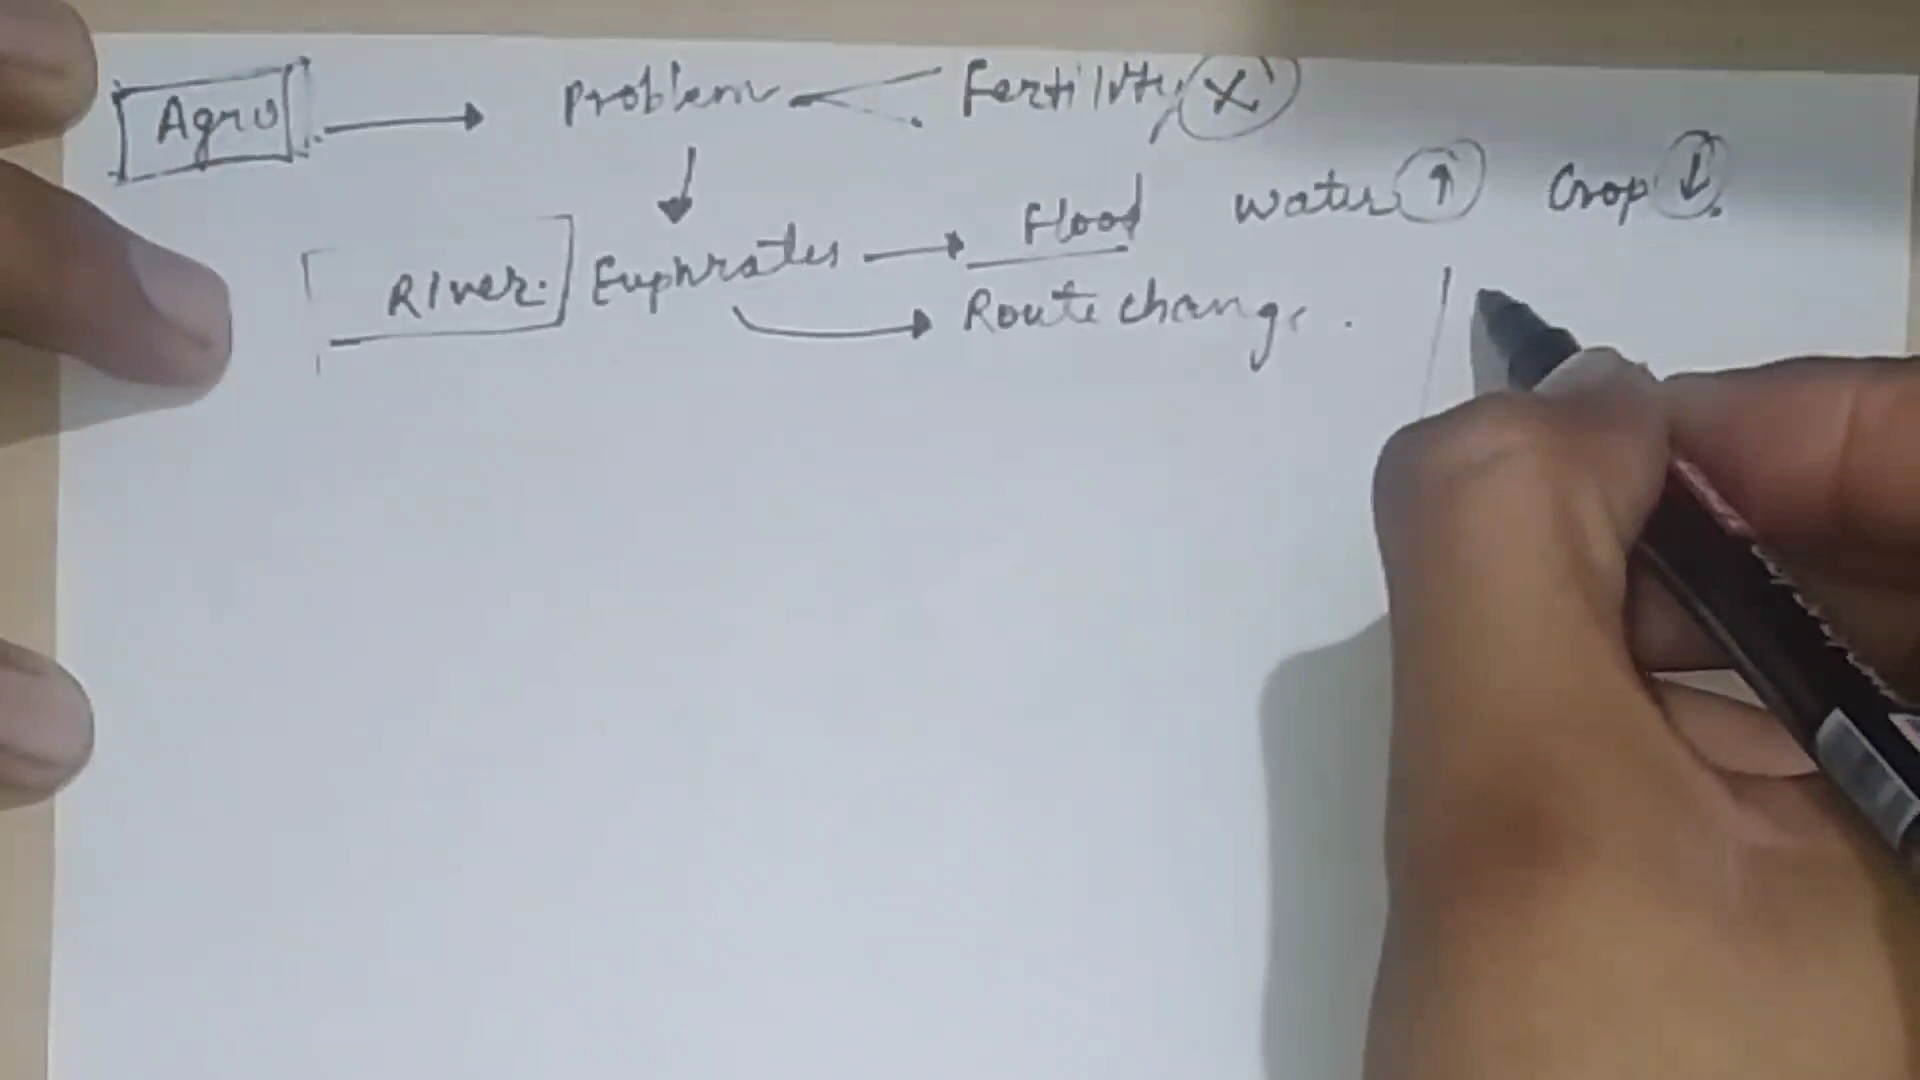 Agro → Problem < Fertility X
Flood water ↑ Crop ↓.
River. Euphrates →
→ Route change.